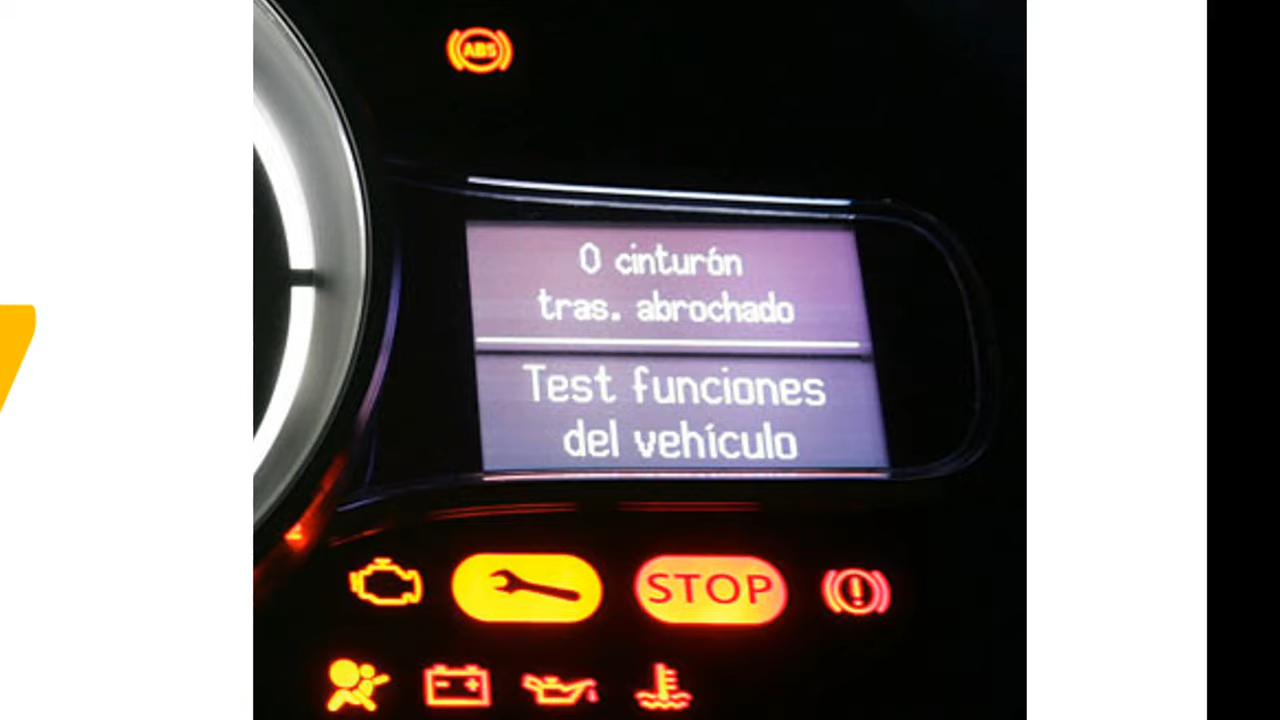 ABS
0 cinturón
tras. abrochado
Test funciones
del vehículo
STOP